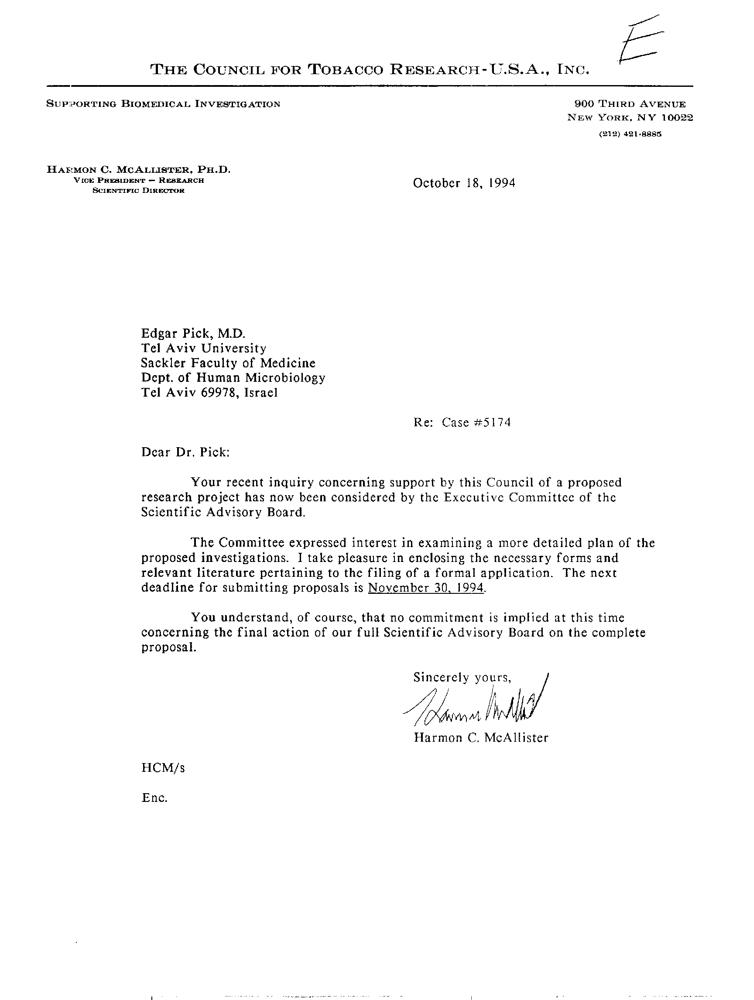 E
THE COUNCIL FOR TOBACCO RESEARCH-U.S.A., INC.
SUPPORTING BIOMEDICAL INVESTIGATION
900 THIRD AVENUE
NEW YORK, NY 10022
(212) 421-8885
HARMON C. MCALLISTER, PH.D.
VICE PRESIDENT — RESEARCH
SCIENTIFIC DIRECTOR
October 18, 1994
Edgar Pick, M.D.
Tel Aviv University
Sackler Faculty of Medicine
Dept. of Human Microbiology
Tel Aviv 69978, Israel
Re: Case #5174
Dear Dr. Pick:
Your recent inquiry concerning support by this Council of a proposed
research project has now been considered by the Executive Committee of the
Scientific Advisory Board.
The Committee expressed interest in examining a more detailed plan of the
proposed investigations. I take pleasure in enclosing the necessary forms and
relevant literature pertaining to the filing of a formal application. The next
deadline for submitting proposals is November 30, 1994.
You understand, of course, that no commitment is implied at this time
concerning the final action of our full Scientific Advisory Board on the complete
proposal.
Sincerely yours,
Harmon C. McAllister
HCM/s
Enc.